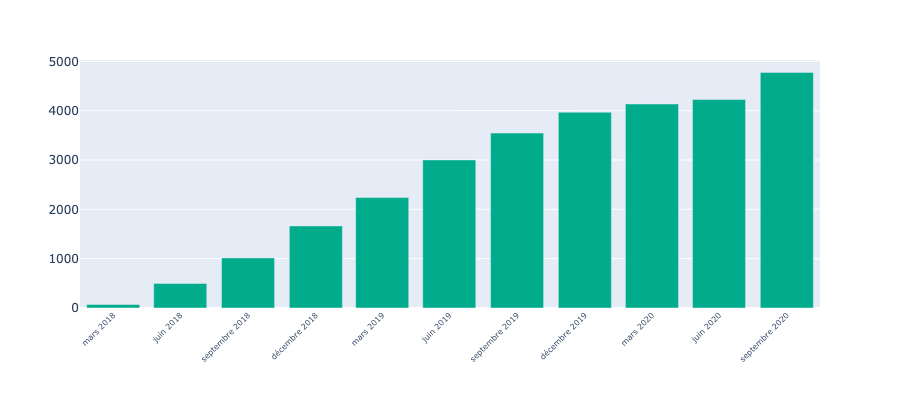 5000
4000
3000
2000
1000
0
mars 2018
juin 2018
septembre 2018
décembre 2018
mars 2019
juin 2019
septembre 2019
décembre 2019
mars 2020
juin 2020
septembre 2020